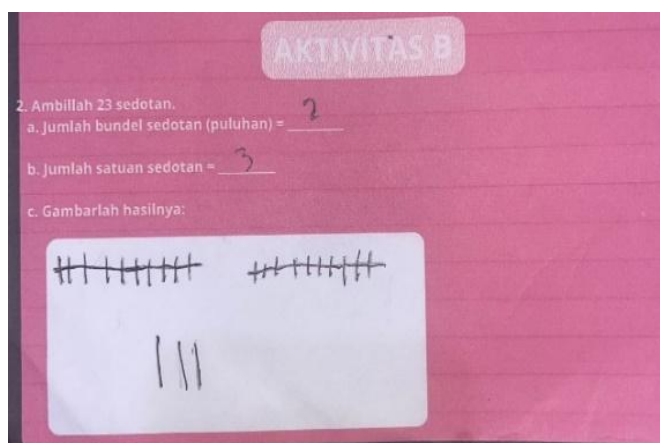 AKTIVITAS B
2. Ambillah 23 sedotan.
a. Jumlah bundel sedotan (puluhan) = 2
b. Jumlah satuan sedotan = 3
c. Gambarlah hasilnya: